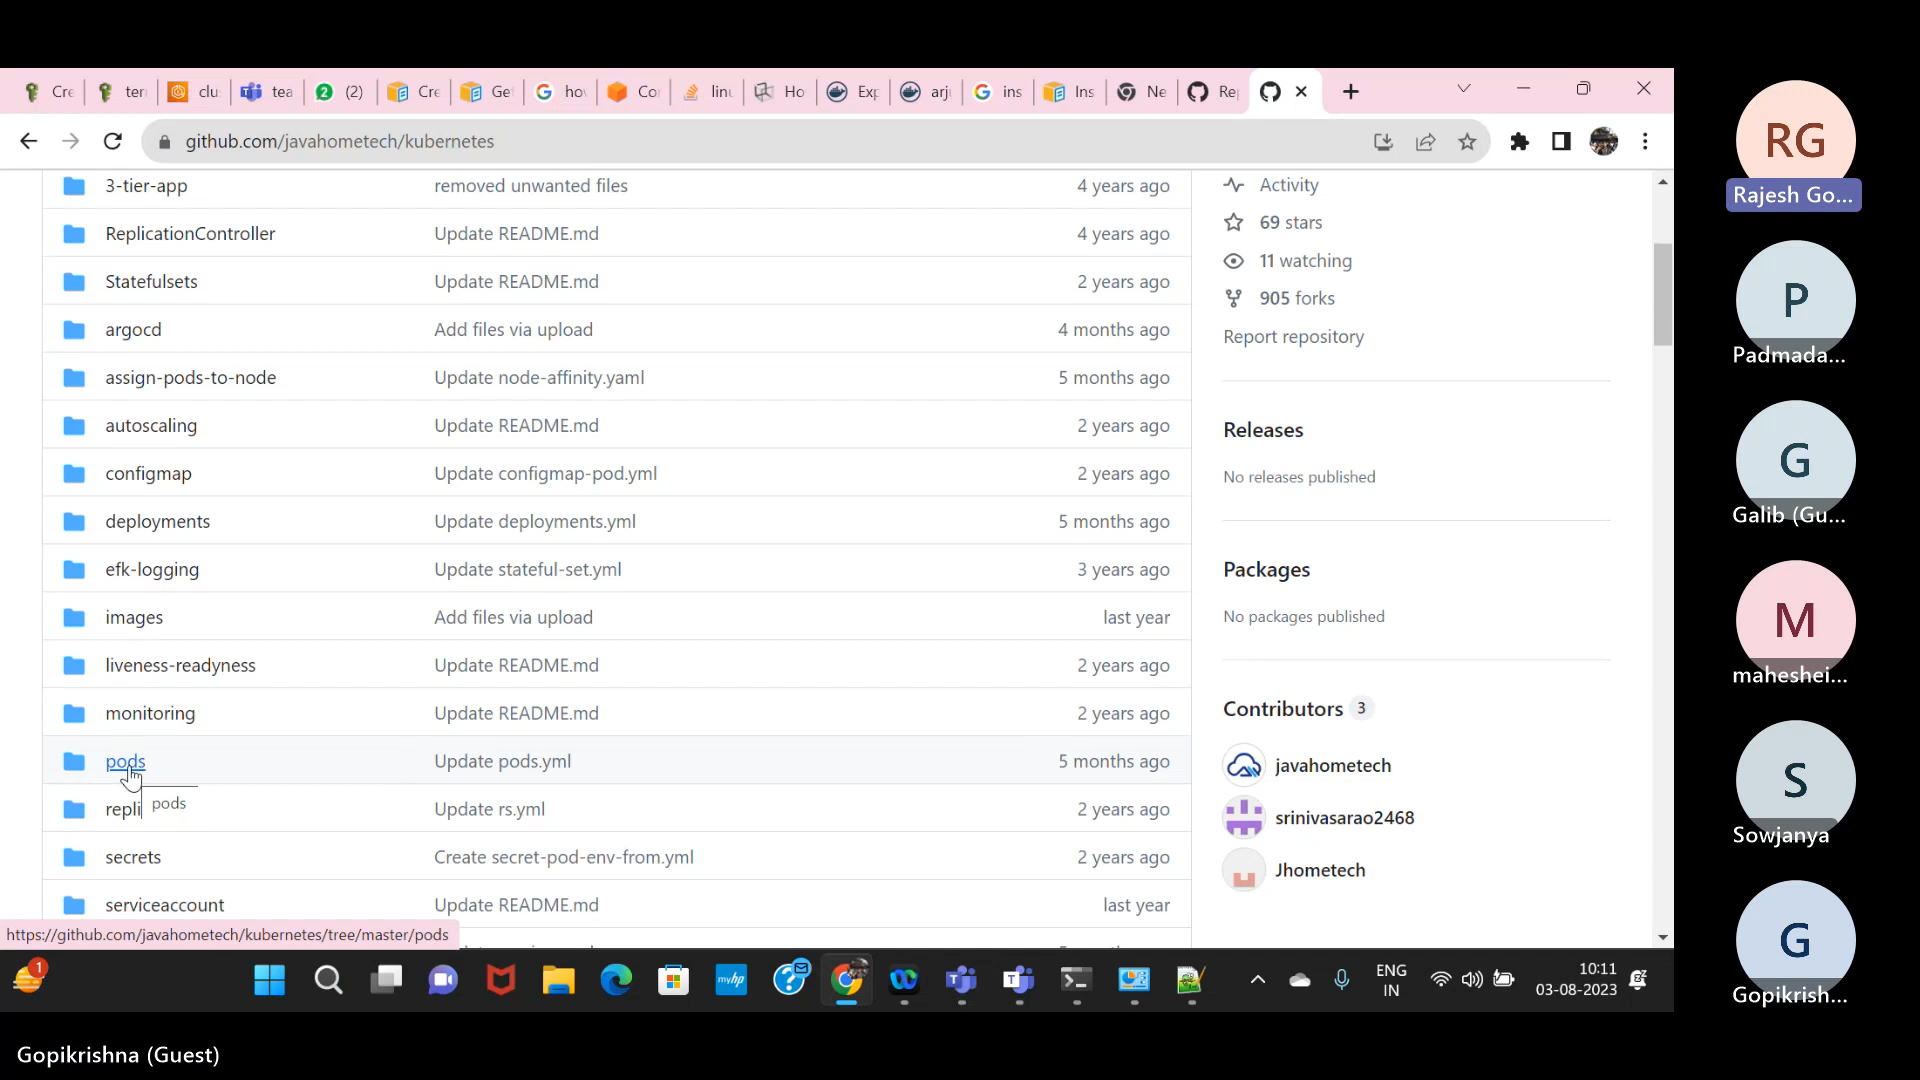 Cre
ter
clu
tea
2
(2)
Cre
Get
hov
Cor
linu
Ho
Exp
arju
ins
Ins
Ne
Rep
github.com/javahometech/kubernetes
3-tier-app removed unwanted files 4 years ago
ReplicationController Update README.md 4 years ago
Statefulsets Update README.md 2 years ago
argocd Add files via upload 4 months ago
assign-pods-to-node Update node-affinity.yaml 5 months ago
autoscaling Update README.md 2 years ago
configmap Update configmap-pod.yml 2 years ago
deployments Update deployments.yml 5 months ago
efk-logging Update stateful-set.yml 3 years ago
images Add files via upload last year
liveness-readyness Update README.md 2 years ago
monitoring Update README.md 2 years ago
pods Update pods.yml 5 months ago
pods
repli Update rs.yml 2 years ago
secrets Create secret-pod-env-from.yml 2 years ago
serviceaccount Update README.md last year
https://github.com/javahometech/kubernetes/tree/master/pods
Activity
69 stars
11 watching
905 forks
Report repository
Releases
No releases published
Packages
No packages published
Contributors 3
javahometech
srinivasarao2468
Jhometech
1
myhp
ENG
IN
10:11
03-08-2023
RG
Rajesh Go...
P
Padmada...
G
Galib (Gu...
M
maheshei...
S
Sowjanya
G
Gopikrish...
Gopikrishna (Guest)